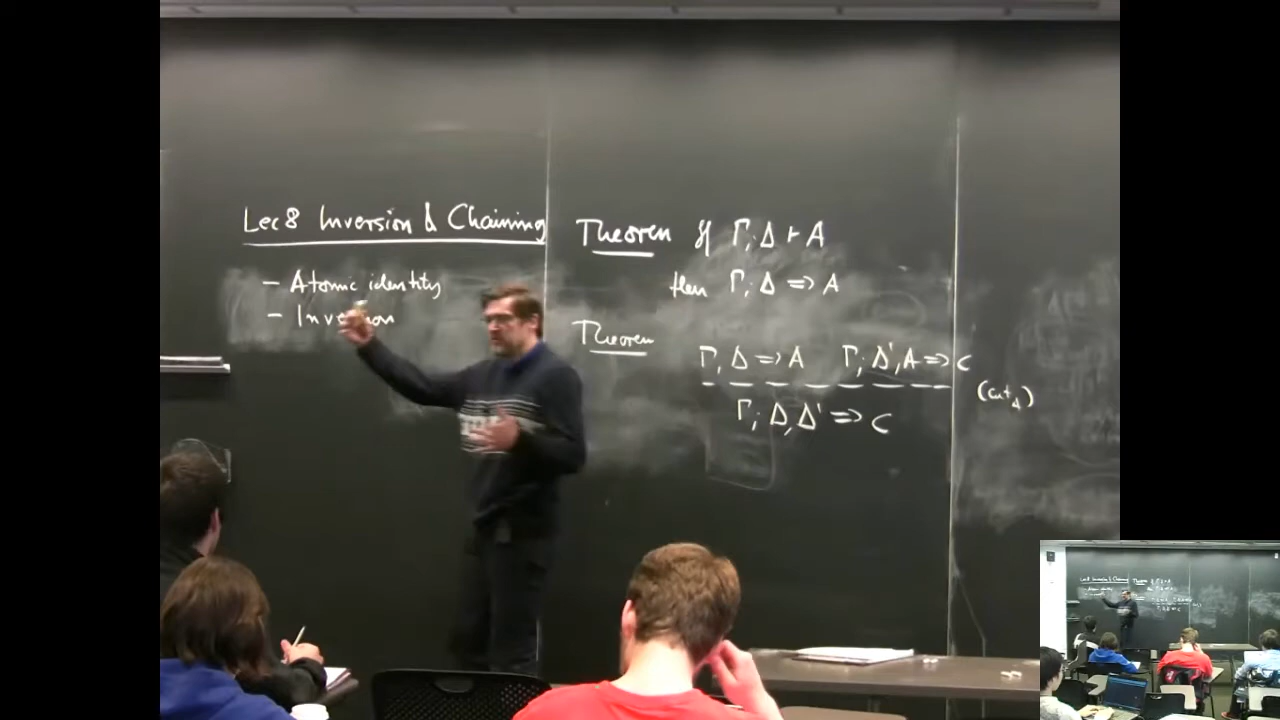 Lec 8 Inversion & Chaining
- Atomic identity
- Inversion
Theorem If Γ; Δ ⊢ A
then Γ; Δ ⇒ A
Theorem
Γ; Δ ⇒ A Γ; Δ', A ⇒ C
(cut_A)
Γ; Δ, Δ' ⇒ C